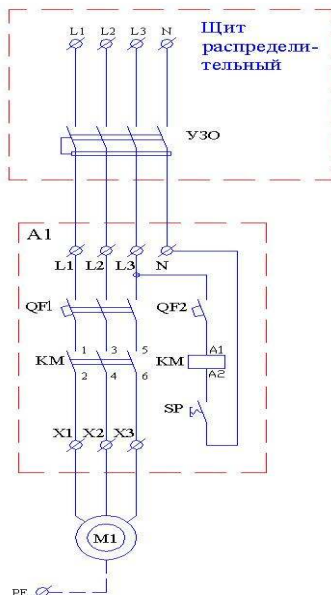 L1 L2 L3 N
Щит
распредели-
тельный
УЗО
A1
L1 L2 L3 N
QF1
QF2
KM
1 3 5
2 4 6
KM
A1
A2
SP
X1 X2 X3
M1
PE